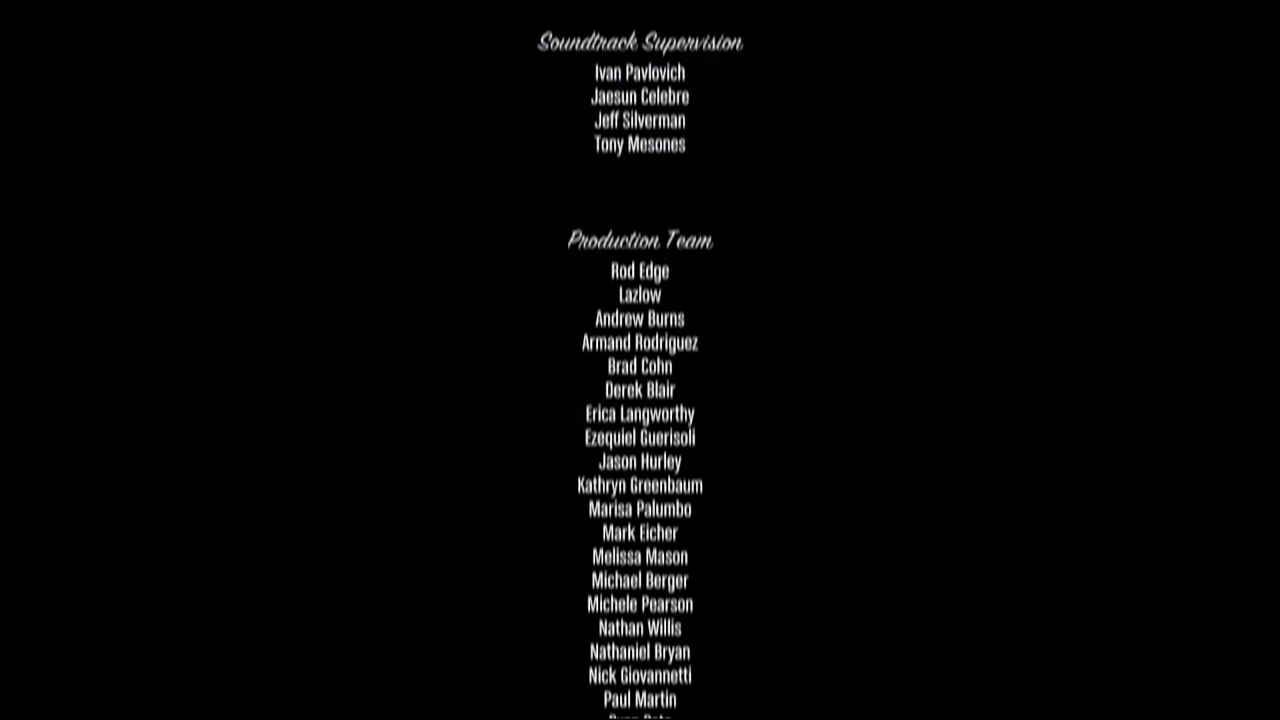 Soundtrack Supervision
Ivan Pavlovich
Jaesun Celebre
Jeff Silverman
Tony Mesones
Production Team
Rod Edge
Lazlow
Andrew Burns
Armand Rodriguez
Brad Cohn
Derek Blair
Erica Langworthy
Ezequiel Guerisoli
Jason Hurley
Kathryn Greenbaum
Marisa Palumbo
Mark Eicher
Melissa Mason
Michael Berger
Michele Pearson
Nathan Willis
Nathaniel Bryan
Nick Giovannetti
Paul Martin